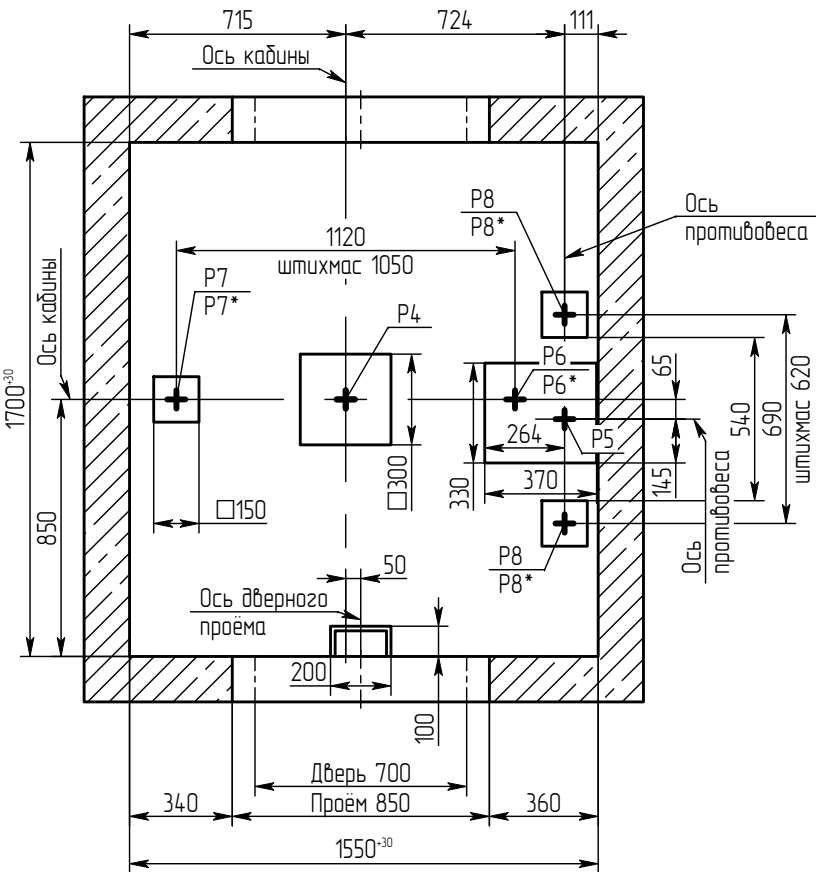 715
724
111
Ось кабины
P8
P8*
Ось
противовеса
1120
штихмас 1050
P7
P7*
P4
Ось кабины
1700+30
P6
P6*
65
264
P5
540
690
штихмас 620
□300
330
370
145
□150
850
Ось
противовеса
P8
P8*
50
Ось дверного
проёма
200
100
Дверь 700
340
Проём 850
360
1550+30